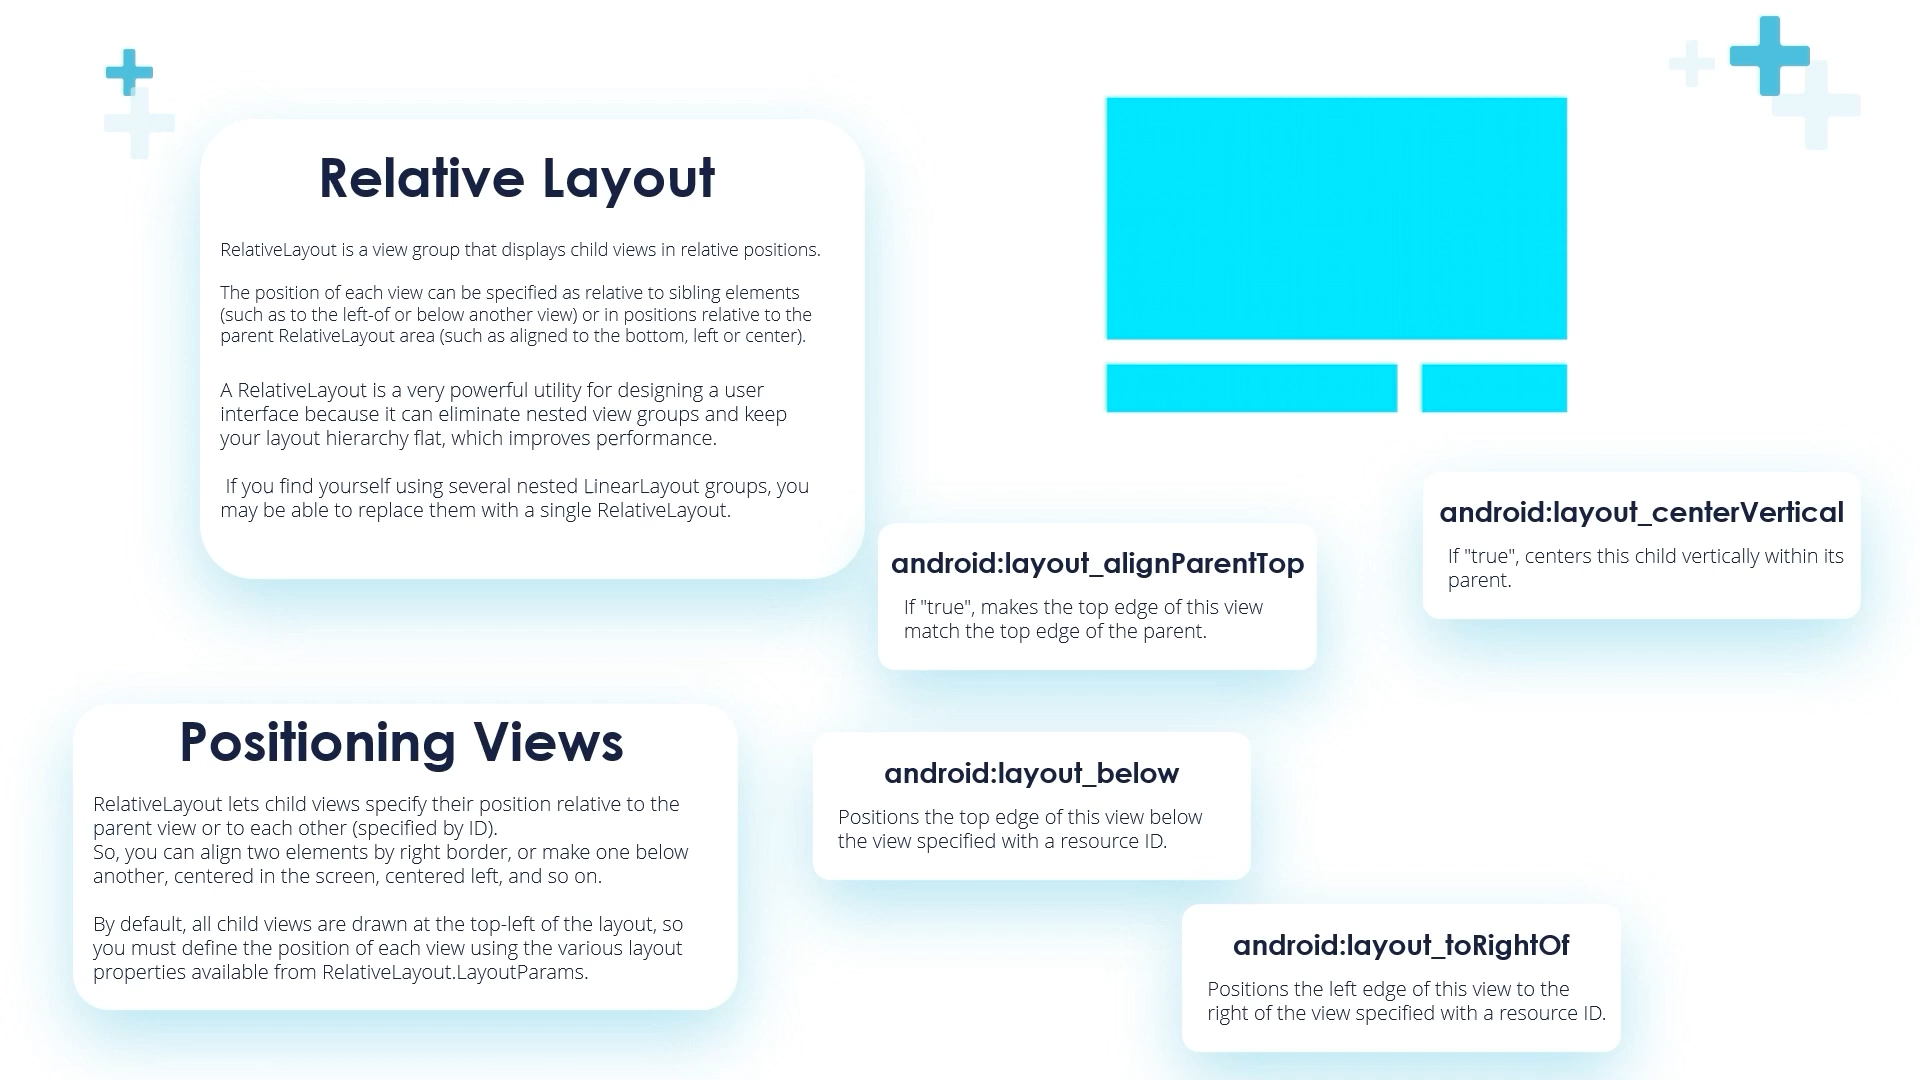 Relative Layout
RelativeLayout is a view group that displays child views in relative positions.
The position of each view can be specified as relative to sibling elements
(such as to the left-of or below another view) or in positions relative to the
parent RelativeLayout area (such as aligned to the bottom, left or center).
A RelativeLayout is a very powerful utility for designing a user
interface because it can eliminate nested view groups and keep
your layout hierarchy flat, which improves performance.
If you find yourself using several nested LinearLayout groups, you
may be able to replace them with a single RelativeLayout.
android:layout_centerVertical
If "true", centers this child vertically within its
parent.
android:layout_alignParentTop
If "true", makes the top edge of this view
match the top edge of the parent.
Positioning Views
RelativeLayout lets child views specify their position relative to the
parent view or to each other (specified by ID).
So, you can align two elements by right border, or make one below
another, centered in the screen, centered left, and so on.
By default, all child views are drawn at the top-left of the layout, so
you must define the position of each view using the various layout
properties available from RelativeLayout.LayoutParams.
android:layout_below
Positions the top edge of this view below
the view specified with a resource ID.
android:layout_toRightOf
Positions the left edge of this view to the
right of the view specified with a resource ID.